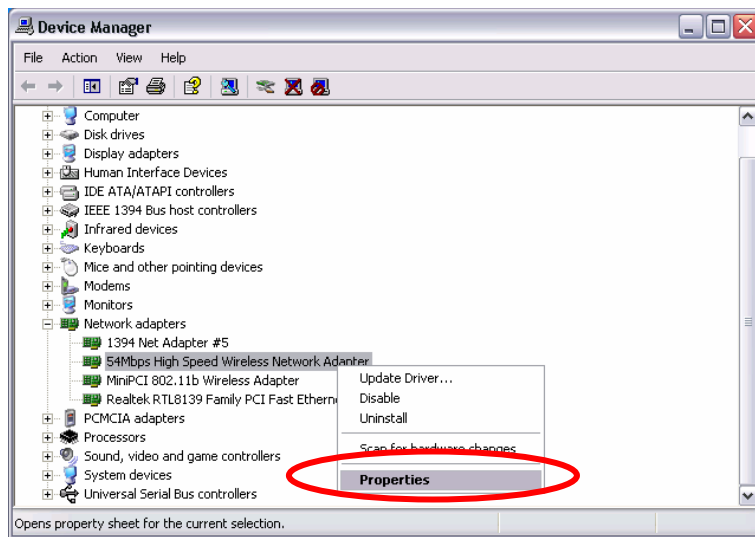 Device Manager
File Action View Help
Computer
Disk drives
Display adapters
Human Interface Devices
IDE ATA/ATAPI controllers
IEEE 1394 Bus host controllers
Infrared devices
Keyboards
Mice and other pointing devices
Modems
Monitors
Network adapters
1394 Net Adapter #5
54Mbps High Speed Wireless Network Adapter
MiniPCI 802.11b Wireless Adapter
Realtek RTL8139 Family PCI Fast Ethern
PCMCIA adapters
Processors
Sound, video and game controllers
System devices
Universal Serial Bus controllers
Update Driver...
Disable
Uninstall
Scan for hardware changes
Properties
Opens property sheet for the current selection.